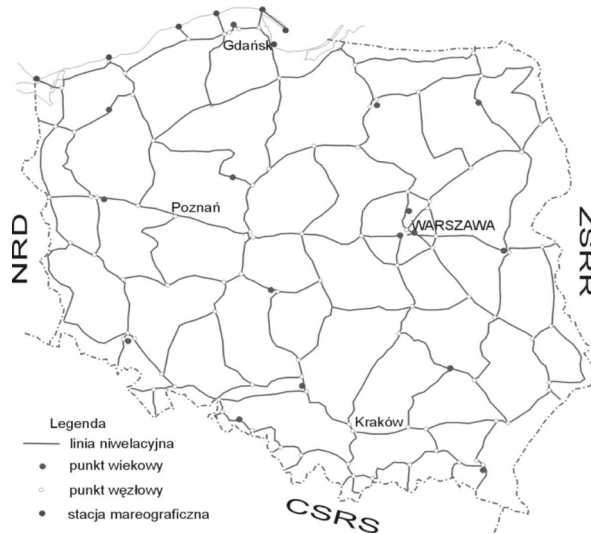 Gdańsk
Poznań
WARSZAWA
NRD
ZSRR
Kraków
CSRS
Legenda
linia niwelacyjna
punkt wiekowy
punkt węzłowy
stacja mareograficzna